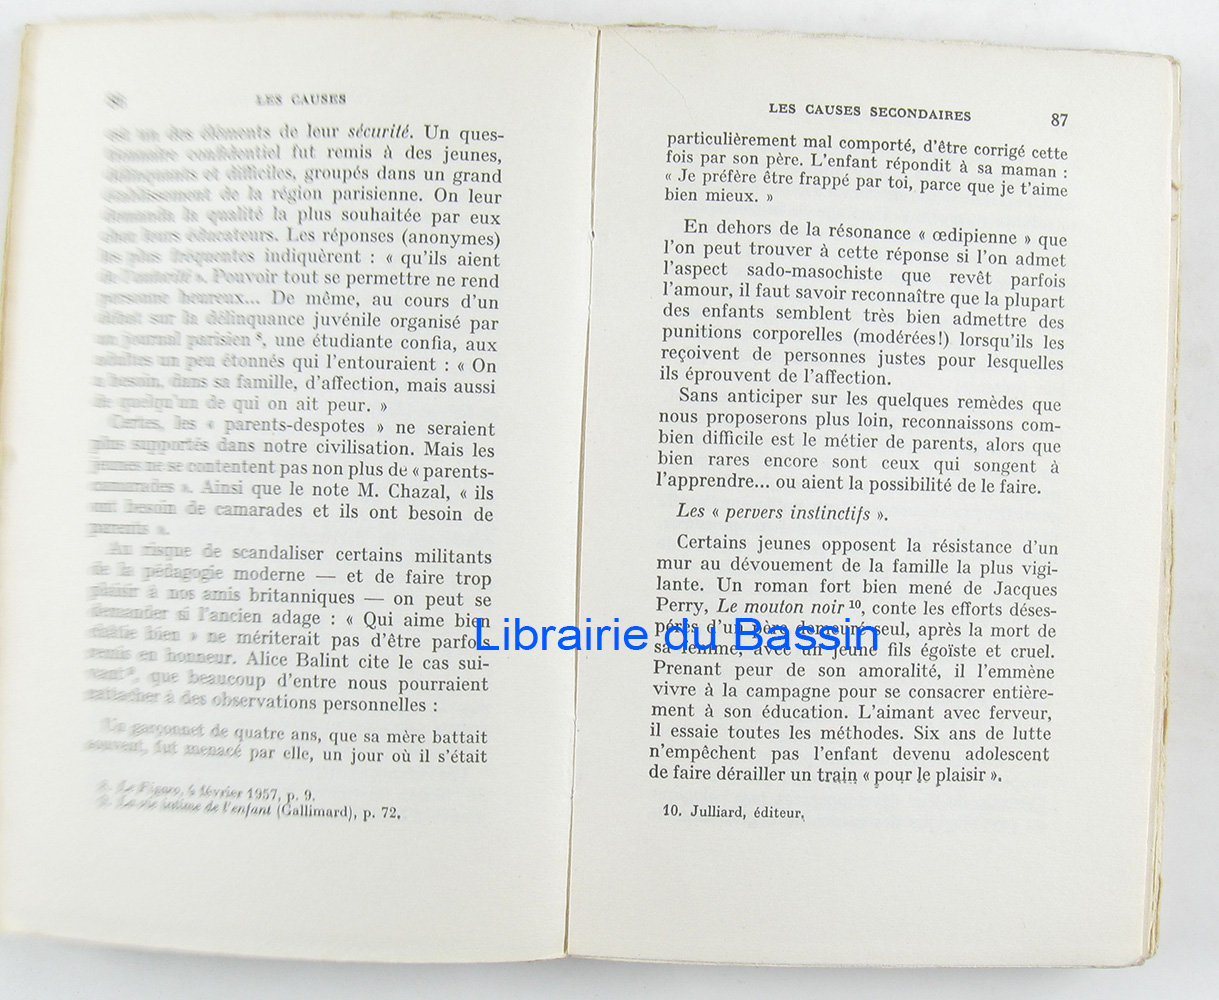 86
LES CAUSES
est un des éléments de leur sécurité. Un ques-
tionnaire confidentiel fut remis à des jeunes,
délinquants et difficiles, groupés dans un grand
établissement de la région parisienne. On leur
demanda la qualité la plus souhaitée par eux
chez leurs éducateurs. Les réponses (anonymes)
les plus fréquentes indiquèrent : « qu'ils aient
de l'autorité ». Pouvoir tout se permettre ne rend
personne heureux... De même, au cours d'un
débat sur la délinquance juvénile organisé par
un journal parisien ⁸, une étudiante confia, aux
adultes un peu étonnés qui l'entouraient : « On
a besoin, dans sa famille, d'affection, mais aussi
de quelqu'un de qui on ait peur. »
Certes, les « parents-despotes » ne seraient
plus supportés dans notre civilisation. Mais les
jeunes ne se contentent pas non plus de « parents-
camarades ». Ainsi que le note M. Chazal, « ils
ont besoin de camarades et ils ont besoin de
parents ».
Au risque de scandaliser certains militants
de la pédagogie moderne — et de faire trop
plaisir à nos amis britanniques — on peut se
demander si l'ancien adage : « Qui aime bien
châtie bien » ne mériterait pas d'être parfois
remis en honneur. Alice Balint cite le cas sui-
vant ⁹, que beaucoup d'entre nous pourraient
rattacher à des observations personnelles :
Un garçonnet de quatre ans, que sa mère battait
souvent, fut menacé par elle, un jour où il s'était
8. Le Figaro, 4 février 1957, p. 9.
9. La vie intime de l'enfant (Gallimard), p. 72.
LES CAUSES SECONDAIRES
87
particulièrement mal comporté, d'être corrigé cette
fois par son père. L'enfant répondit à sa maman :
« Je préfère être frappé par toi, parce que je t'aime
bien mieux. »
En dehors de la résonance « œdipienne » que
l'on peut trouver à cette réponse si l'on admet
l'aspect sado-masochiste que revêt parfois
l'amour, il faut savoir reconnaître que la plupart
des enfants semblent très bien admettre des
punitions corporelles (modérées!) lorsqu'ils les
reçoivent de personnes justes pour lesquelles
ils éprouvent de l'affection.
Sans anticiper sur les quelques remèdes que
nous proposerons plus loin, reconnaissons com-
bien difficile est le métier de parents, alors que
bien rares encore sont ceux qui songent à
l'apprendre... ou aient la possibilité de le faire.
Les « pervers instinctifs ».
Certains jeunes opposent la résistance d'un
mur au dévouement de la famille la plus vigi-
lante. Un roman fort bien mené de Jacques
Perry, Le mouton noir ¹⁰, conte les efforts déses-
pérés d'un père demeuré seul, après la mort de
sa femme, avec un jeune fils égoïste et cruel.
Prenant peur de son amoralité, il l'emmène
vivre à la campagne pour se consacrer entière-
ment à son éducation. L'aimant avec ferveur,
il essaie toutes les méthodes. Six ans de lutte
n'empêchent pas l'enfant devenu adolescent
de faire dérailler un train « pour le plaisir ».
10. Julliard, éditeur.
Librairie du Bassin